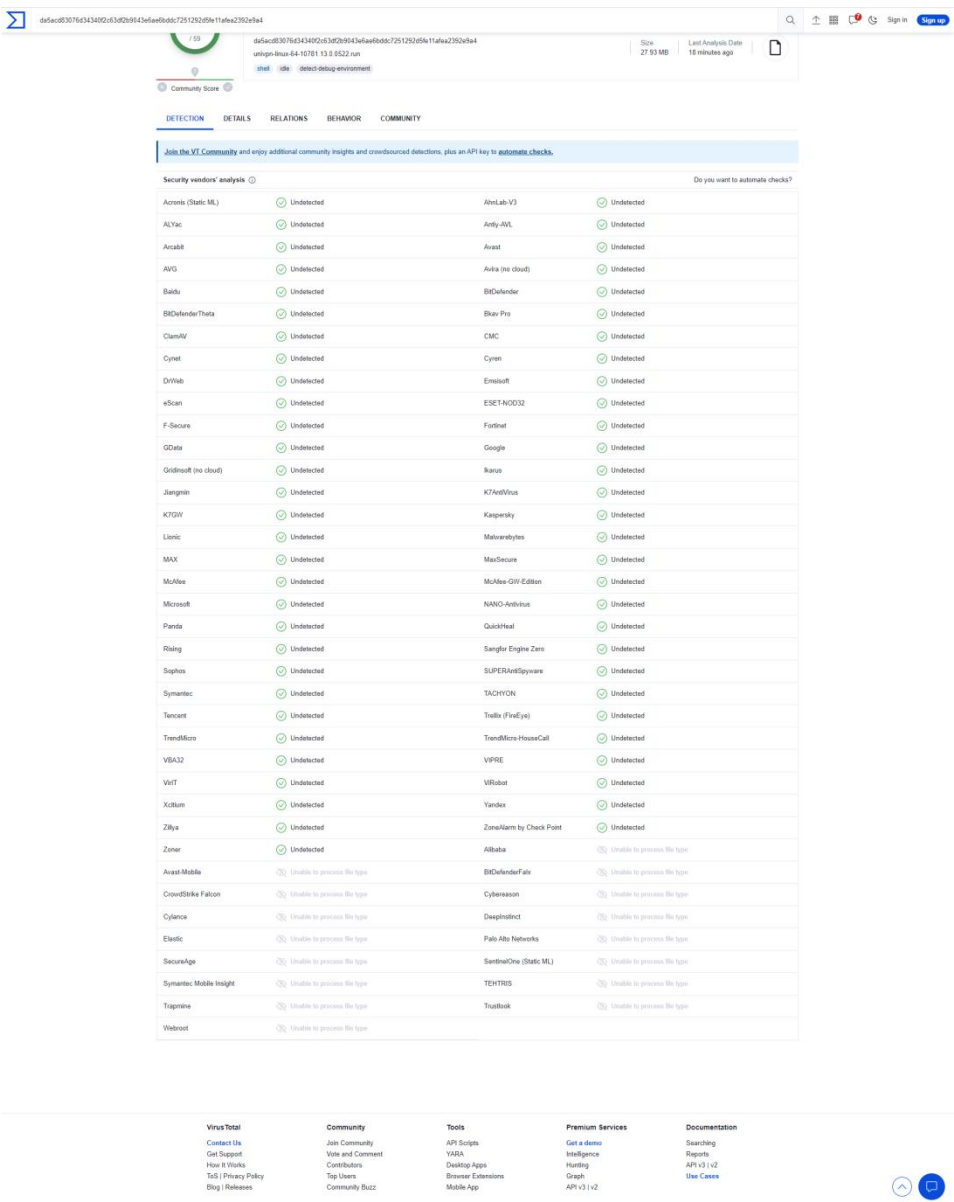 da5acd83076d34340f2c63df2b9043e6ae6bddc7251292d5fe11afea2392e9a4
7
Sign in
Sign up
/ 59
da5acd83076d34340f2c63df2b9043e6ae6bddc7251292d5fe11afea2392e9a4
univpn-linux-64-10781.13.0.0522.run
shell idle detect-debug-environment
Size
27.93 MB
Last Analysis Date
18 minutes ago
Community Score
DETECTION DETAILS RELATIONS BEHAVIOR COMMUNITY
Join the VT Community and enjoy additional community insights and crowdsourced detections, plus an API key to automate checks.
Security vendors' analysis Do you want to automate checks?
Acronis (Static ML) Undetected AhnLab-V3 Undetected
ALYac Undetected Antiy-AVL Undetected
Arcabit Undetected Avast Undetected
AVG Undetected Avira (no cloud) Undetected
Baidu Undetected BitDefender Undetected
BitDefenderTheta Undetected Bkav Pro Undetected
ClamAV Undetected CMC Undetected
Cynet Undetected Cyren Undetected
DrWeb Undetected Emsisoft Undetected
eScan Undetected ESET-NOD32 Undetected
F-Secure Undetected Fortinet Undetected
GData Undetected Google Undetected
Gridinsoft (no cloud) Undetected Ikarus Undetected
Jiangmin Undetected K7AntiVirus Undetected
K7GW Undetected Kaspersky Undetected
Lionic Undetected Malwarebytes Undetected
MAX Undetected MaxSecure Undetected
McAfee Undetected McAfee-GW-Edition Undetected
Microsoft Undetected NANO-Antivirus Undetected
Panda Undetected QuickHeal Undetected
Rising Undetected Sangfor Engine Zero Undetected
Sophos Undetected SUPERAntiSpyware Undetected
Symantec Undetected TACHYON Undetected
Tencent Undetected Trellix (FireEye) Undetected
TrendMicro Undetected TrendMicro-HouseCall Undetected
VBA32 Undetected VIPRE Undetected
VirIT Undetected ViRobot Undetected
Xcitium Undetected Yandex Undetected
Zillya Undetected ZoneAlarm by Check Point Undetected
Zoner Undetected Alibaba Unable to process file type
Avast-Mobile Unable to process file type BitDefenderFalx Unable to process file type
CrowdStrike Falcon Unable to process file type Cybereason Unable to process file type
Cylance Unable to process file type DeepInstinct Unable to process file type
Elastic Unable to process file type Palo Alto Networks Unable to process file type
SecureAge Unable to process file type SentinelOne (Static ML) Unable to process file type
Symantec Mobile Insight Unable to process file type TEHTRIS Unable to process file type
Trapmine Unable to process file type Trustlook Unable to process file type
Webroot Unable to process file type
VirusTotal Community Tools Premium Services Documentation
Contact Us Join Community API Scripts Get a demo Searching
Get Support Vote and Comment YARA Intelligence Reports
How It Works Contributors Desktop Apps Hunting API v3 | v2
ToS | Privacy Policy Top Users Browser Extensions Graph Use Cases
Blog | Releases Community Buzz Mobile App API v3 | v2